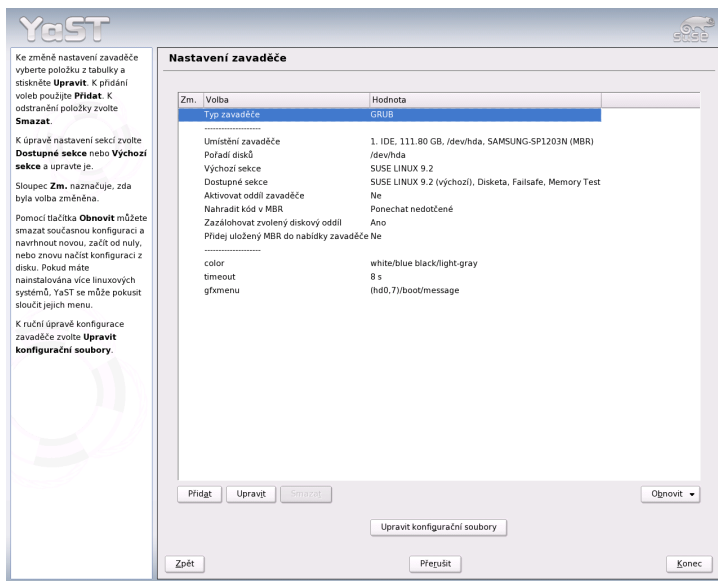 YaST
SUSE
Ke změně nastavení zavaděče
vyberte položku z tabulky a
stiskněte Upravit. K přidání
voleb použijte Přidat. K
odstranění položky zvolte
Smazat.
K úpravě nastavení sekcí zvolte
Dostupné sekce nebo Výchozí
sekce a upravte je.
Sloupec Zm. naznačuje, zda
byla volba změněna.
Pomocí tlačítka Obnovit můžete
smazat současnou konfiguraci a
navrhnout novou, začít od nuly,
nebo znovu načíst konfiguraci z
disku. Pokud máte
nainstalována více linuxových
systémů, YaST se může pokusit
sloučit jejich menu.
K ruční úpravě konfigurace
zavaděče zvolte Upravit
konfigurační soubory.
Nastavení zavaděče
Zm. Volba Hodnota
Typ zavaděče GRUB
--------------------
Umístění zavaděče 1. IDE, 111.80 GB, /dev/hda, SAMSUNG-SP1203N (MBR)
Pořadí disků /dev/hda
Výchozí sekce SUSE LINUX 9.2
Dostupné sekce SUSE LINUX 9.2 (výchozí), Disketa, Failsafe, Memory Test
Aktivovat oddíl zavaděče Ne
Nahradit kód v MBR Ponechat nedotčené
Zazálohovat zvolený diskový oddíl Ano
Přidej uložený MBR do nabídky zavaděče Ne
--------------------
color white/blue black/light-gray
timeout 8 s
gfxmenu (hd0,7)/boot/message
Přidat Upravit Smazat Obnovit
Upravit konfigurační soubory
Zpět Přerušit Konec